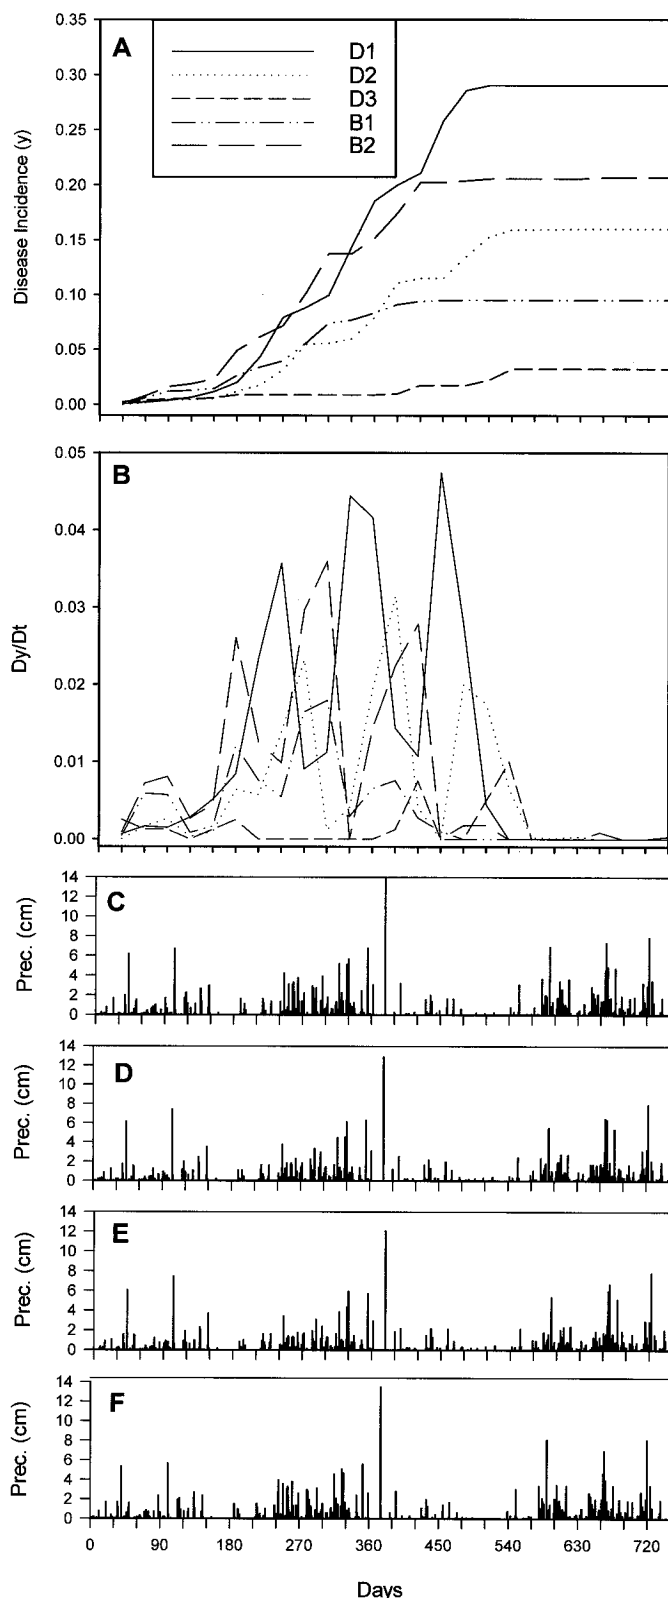 0.35
A
D1
D2
D3
B1
B2
0.30
0.25
0.20
0.15
0.10
0.05
0.00
Disease Incidence (y)
0.05
B
0.04
0.03
0.02
0.01
0.00
Dy/Dt
14
C
12
10
8
6
4
2
0
Prec. (cm)
14
D
12
10
8
6
4
2
0
Prec. (cm)
14
E
12
10
8
6
4
2
0
Prec. (cm)
14
F
12
10
8
6
4
2
0
Prec. (cm)
0 90 180 270 360 450 540 630 720
Days